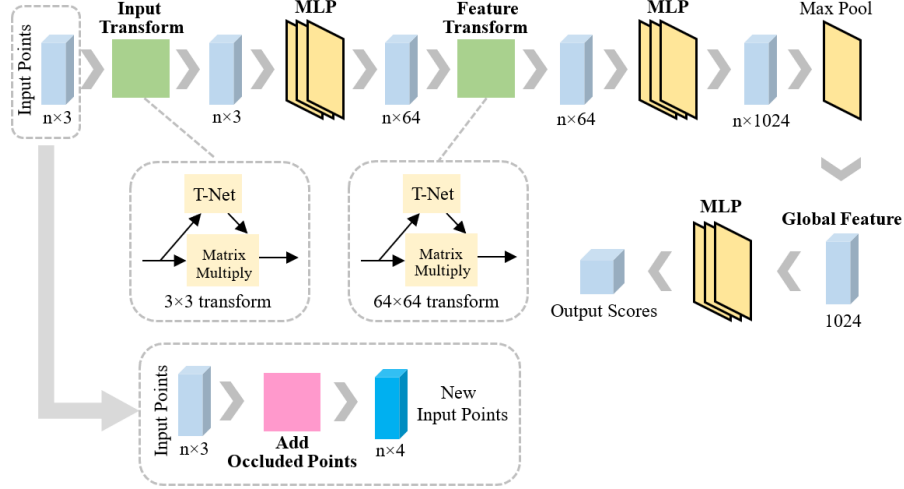 Input Points
n×3
Input
Transform
n×3
MLP
n×64
Feature
Transform
n×64
MLP
n×1024
Max Pool
T-Net
Matrix
Multiply
3×3 transform
T-Net
Matrix
Multiply
64×64 transform
Global Feature
1024
MLP
Output Scores
Input Points
n×3
Add
Occluded Points
n×4
New
Input Points